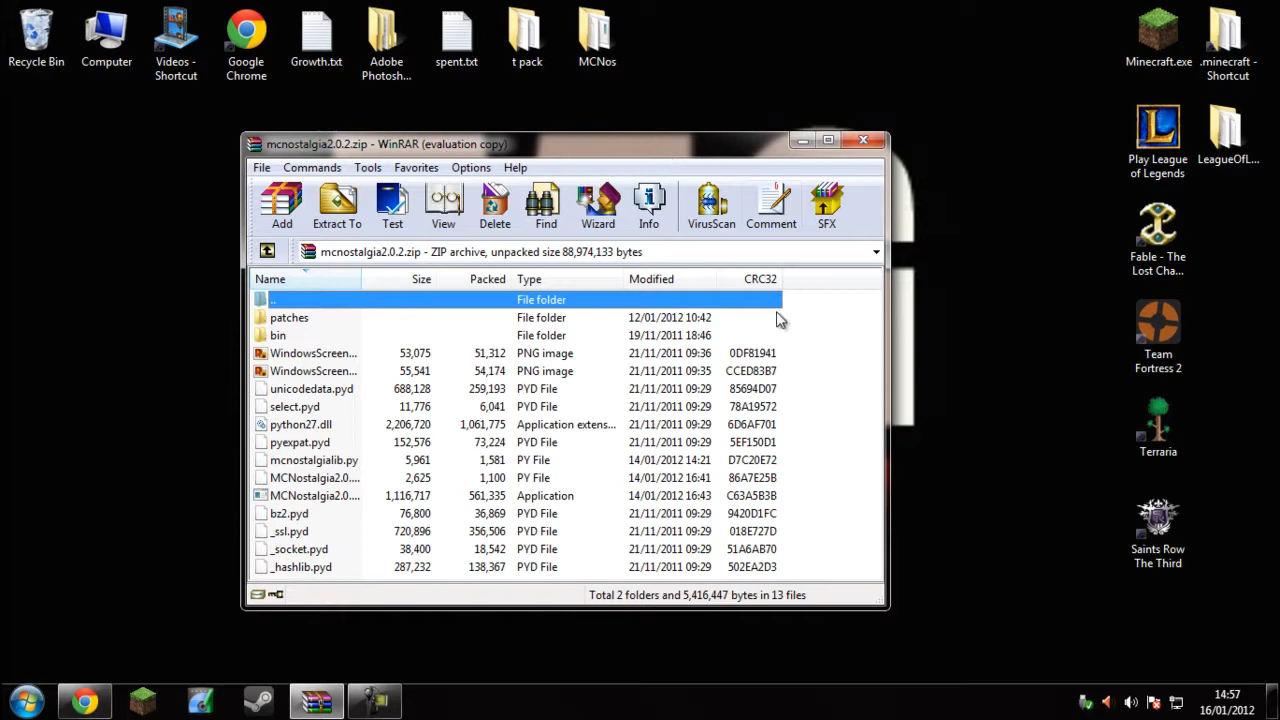 Recycle Bin
Computer
Videos -
Shortcut
Google
Chrome
Growth.txt
Adobe
Photosh...
spent.txt
t pack
MCNos
Minecraft.exe
.minecraft -
Shortcut
Play League
of Legends
LeagueOfL...
Fable - The
Lost Cha...
Team
Fortress 2
Terraria
Saints Row
The Third
mcnostalgia2.0.2.zip - WinRAR (evaluation copy)
File Commands Tools Favorites Options Help
Add Extract To Test View Delete Find Wizard Info VirusScan Comment SFX
mcnostalgia2.0.2.zip - ZIP archive, unpacked size 88,974,133 bytes
Name Size Packed Type Modified CRC32
.. File folder
patches File folder 12/01/2012 10:42
bin File folder 19/11/2011 18:46
WindowsScreen... 53,075 51,312 PNG image 21/11/2011 09:36 0DF81941
WindowsScreen... 55,541 54,174 PNG image 21/11/2011 09:35 CCED83B7
unicodedata.pyd 688,128 259,193 PYD File 21/11/2011 09:29 85694D07
select.pyd 11,776 6,041 PYD File 21/11/2011 09:29 78A19572
python27.dll 2,206,720 1,061,775 Application extens... 21/11/2011 09:29 6D6AF701
pyexpat.pyd 152,576 73,224 PYD File 21/11/2011 09:29 5EF150D1
mcnostalgialib.py 5,961 1,581 PY File 14/01/2012 14:21 D7C20E72
MCNostalgia2.0.... 2,625 1,100 PY File 14/01/2012 16:41 86A7E25B
MCNostalgia2.0.... 1,116,717 561,335 Application 14/01/2012 16:43 C63A5B3B
bz2.pyd 76,800 36,869 PYD File 21/11/2011 09:29 9420D1FC
_ssl.pyd 720,896 356,506 PYD File 21/11/2011 09:29 018E727D
_socket.pyd 38,400 18,542 PYD File 21/11/2011 09:29 51A6AB70
_hashlib.pyd 287,232 138,367 PYD File 21/11/2011 09:29 502EA2D3
Total 2 folders and 5,416,447 bytes in 13 files
14:57
16/01/2012